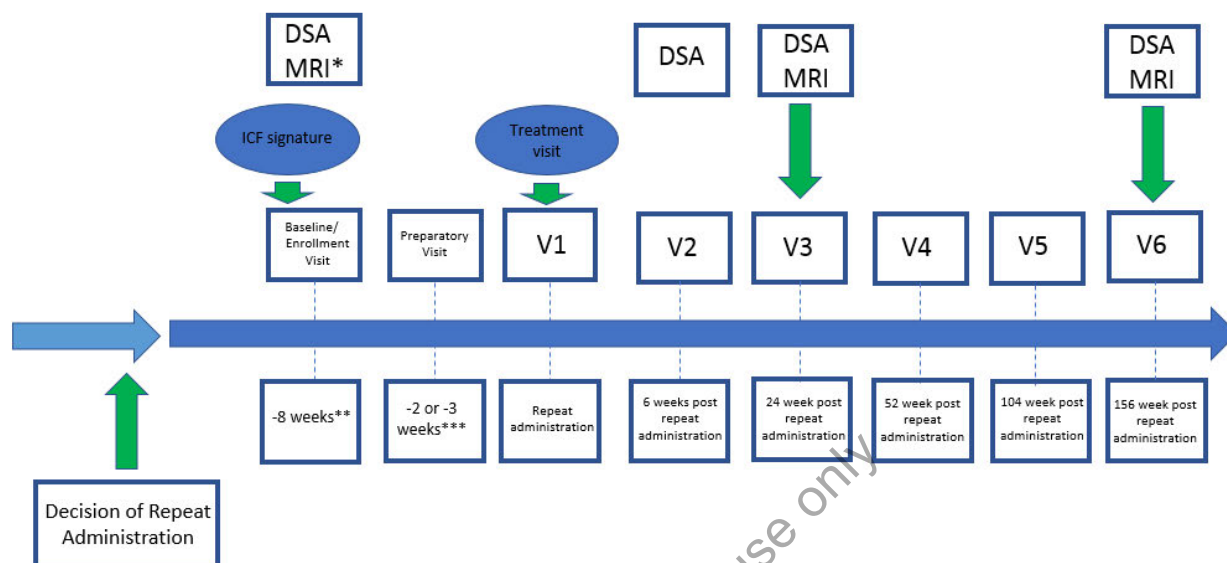 DSA
MRI*
DSA
DSA
MRI
DSA
MRI
ICF signature
Treatment
visit
Baseline/
Enrollment
Visit
Preparatory
Visit
V1
V2
V3
V4
V5
V6
-8 weeks**
-2 or -3
weeks***
Repeat
administration
6 weeks post
repeat
administration
24 week post
repeat
administration
52 week post
repeat
administration
104 week post
repeat
administration
156 week post
repeat
administration
Decision of Repeat
Administration
use only